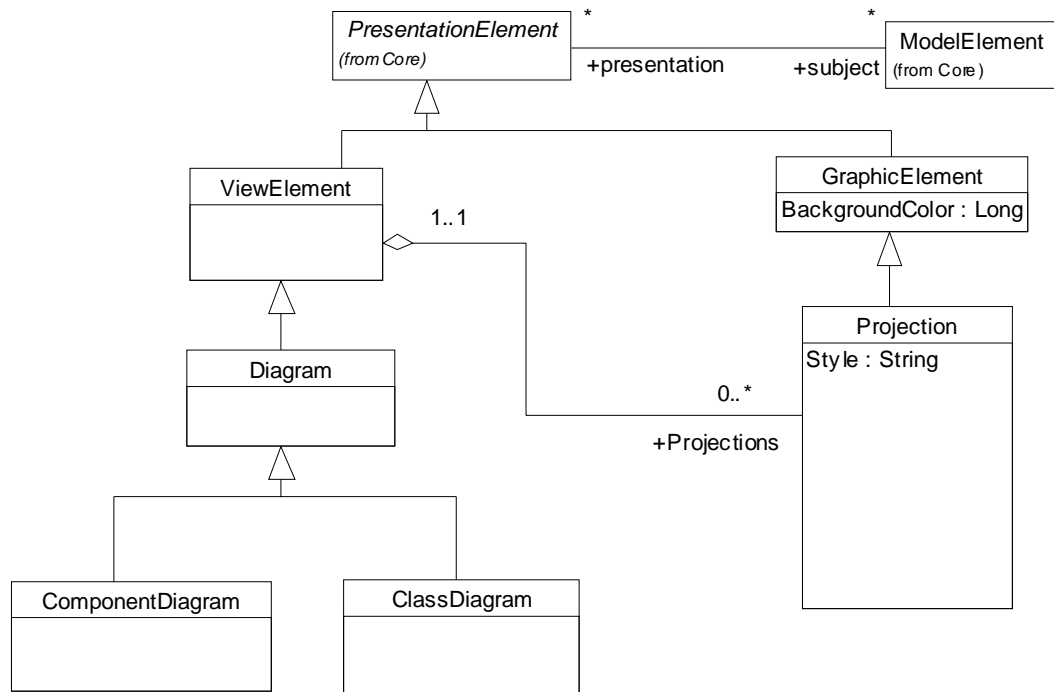 PresentationElement
(from Core)
*
*
+presentation
+subject
ModelElement
(from Core)
ViewElement
1..1
GraphicElement
BackgroundColor : Long
Diagram
Projection
Style : String
0..*
+Projections
ComponentDiagram
ClassDiagram